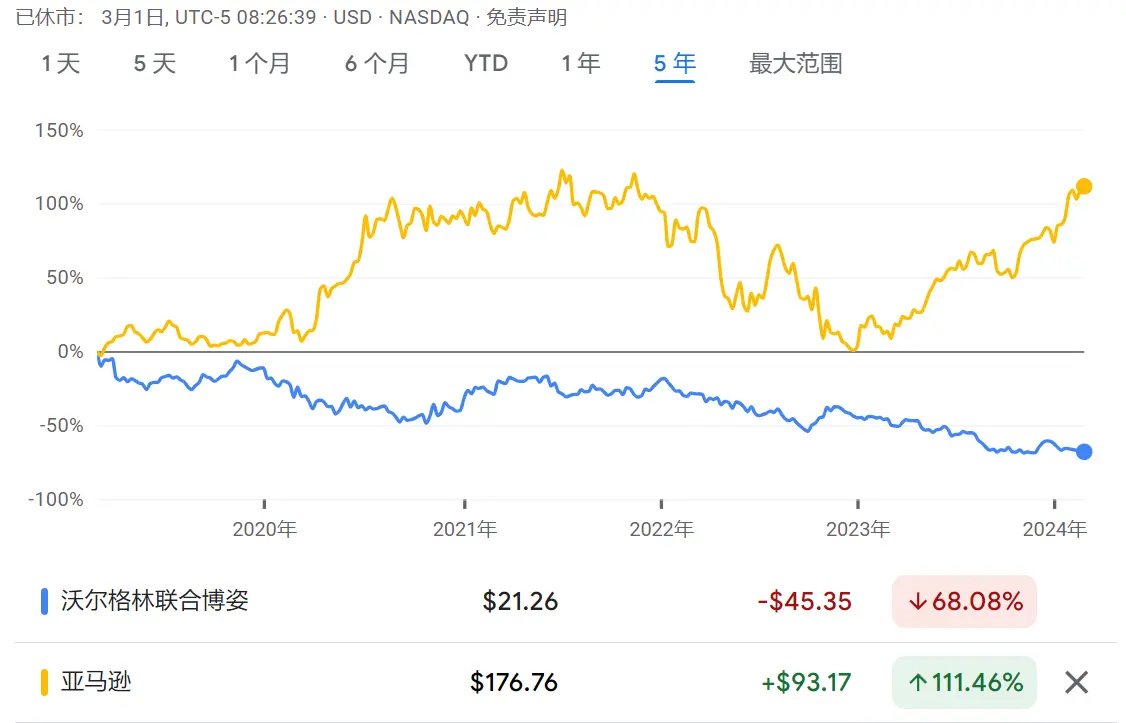 已休市: 3月1日, UTC-5 08:26:39 · USD · NASDAQ · 免责声明
1天 5天 1个月 6个月 YTD 1年 5年 最大范围
150%
100%
50%
0%
-50%
-100%
2020年 2021年 2022年 2023年 2024年
沃尔格林联合博姿 $21.26 -$45.35 ↓68.08%
亚马逊 $176.76 +$93.17 ↑111.46%